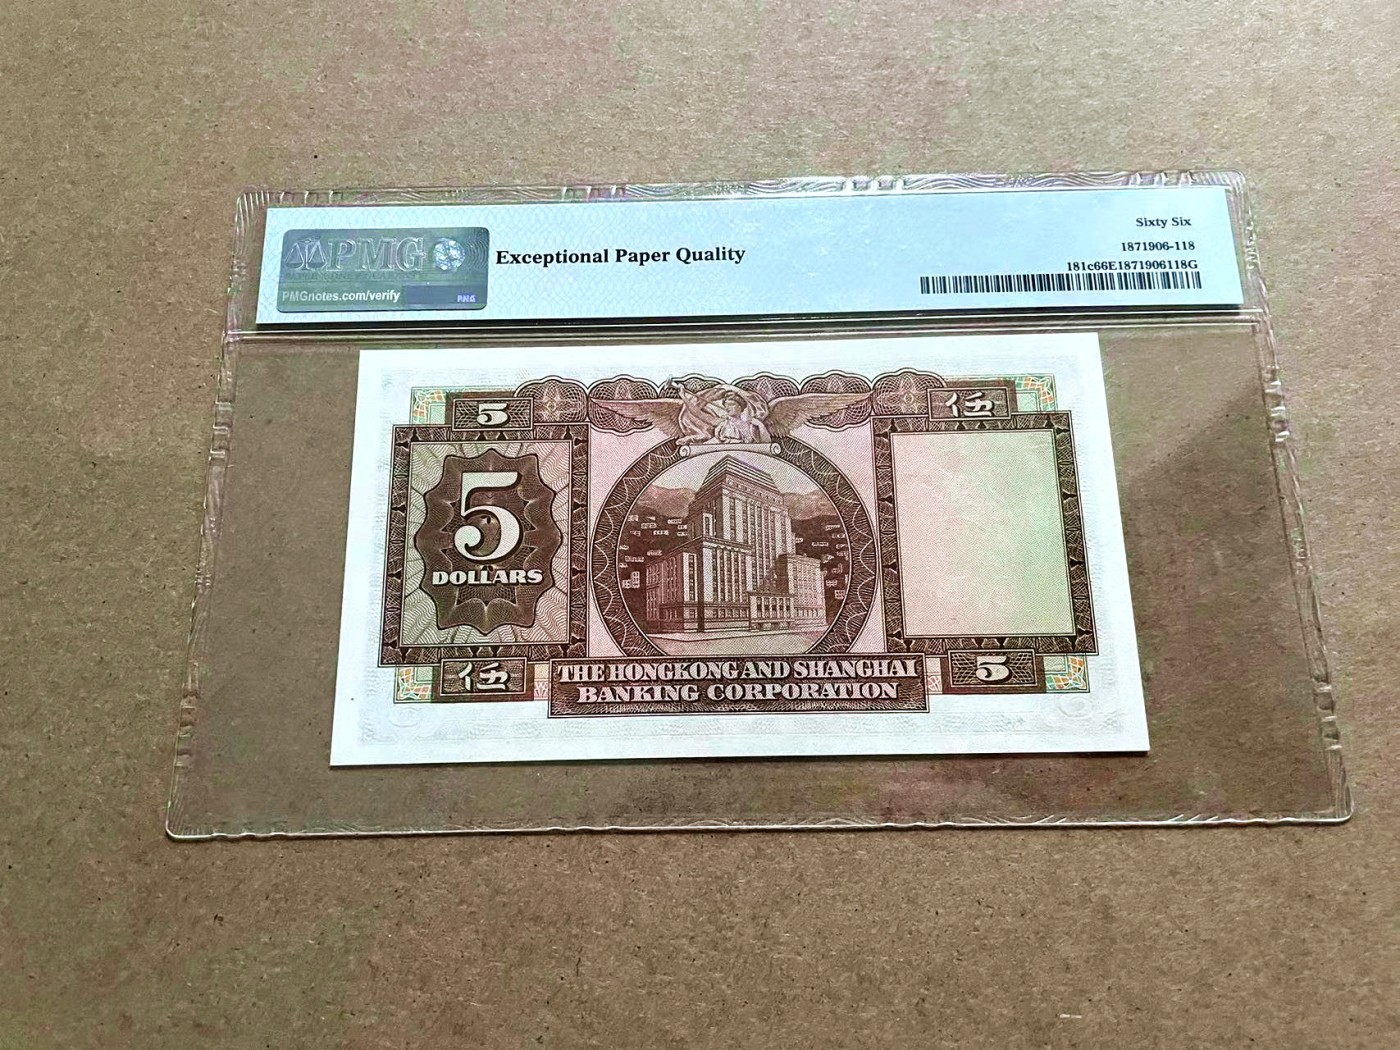 PMG
PMGnotes.com/verify
PMG
Exceptional Paper Quality
Sixty Six
1871906-118
181c66E1871906118G
5
伍
5
DOLLARS
伍
THE HONGKONG AND SHANGHAI
BANKING CORPORATION
5